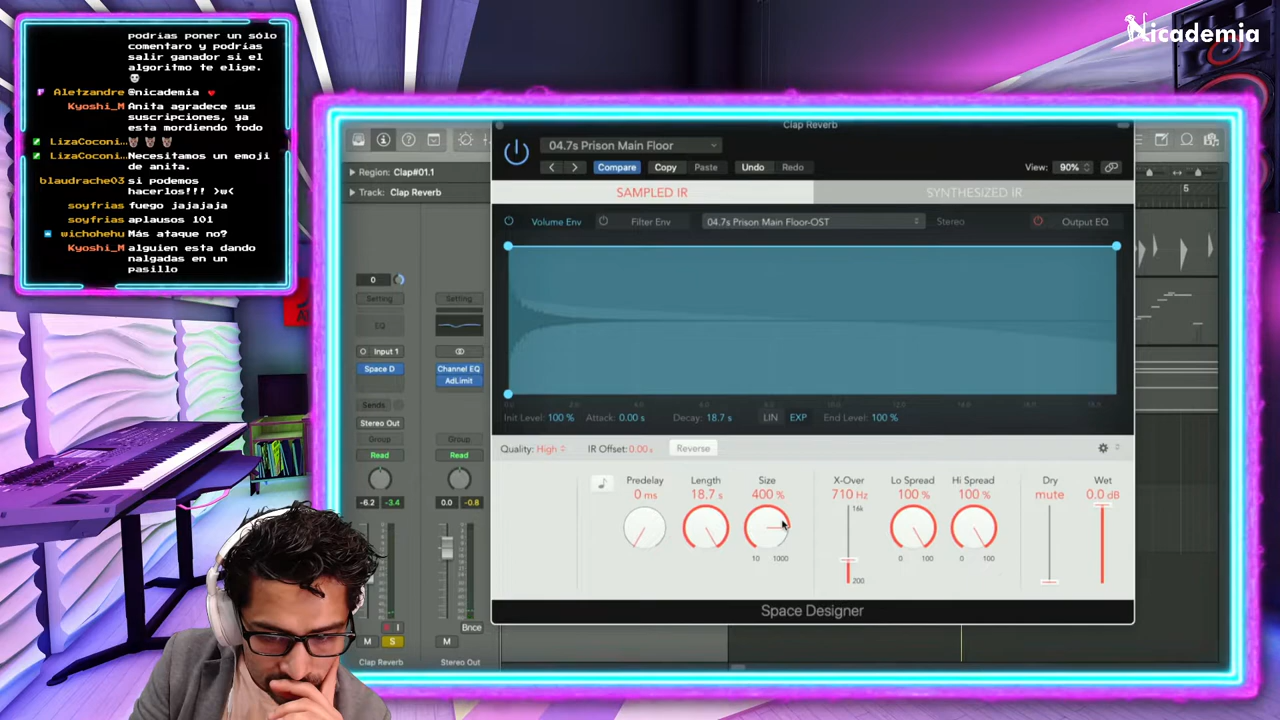 podrías poner un sólo
comentaro y podrías
salir ganador si el
algoritmo te elige.
Aletzandre @nicademia
Kyoshi_M Anita agradece sus
suscripciones, ya
esta mordiendo todo
LizaCoconi…
LizaCoconi… Necesitamos un emoji
de anita.
blaudrache03 si podemos
hacerlos!!! >w<
soyfrias fuego jajajaja
soyfrias aplausos 101
wichohehu Más ataque no?
Kyoshi_M alguien esta dando
nalgadas en un
pasillo
Nicademia
Clap Reverb
04.7s Prison Main Floor
Compare Copy Paste Undo Redo View: 90%
SAMPLED IR SYNTHESIZED IR
Volume Env Filter Env 04.7s Prison Main Floor-OST Stereo Output EQ
Init Level: 100 % Attack: 0.00 s Decay: 18.7 s LIN EXP End Level: 100 %
Quality: High IR Offset: 0.00 s Reverse
Predelay Length Size X-Over Lo Spread Hi Spread Dry Wet
0 ms 18.7 s 400 % 710 Hz 100 % 100 % mute 0.0 dB
16k
10 1000 0 100 0 100
200
Space Designer
Region: Clap#01.1
Track: Clap Reverb
5
0
Setting Setting
EQ
Input 1
Space D Channel EQ
AdLimit
Sends
Stereo Out
Group Group
Read Read
-6.2 -3.4 0.0 -0.8
R I Bnce
M S M
Clap Reverb Stereo Out